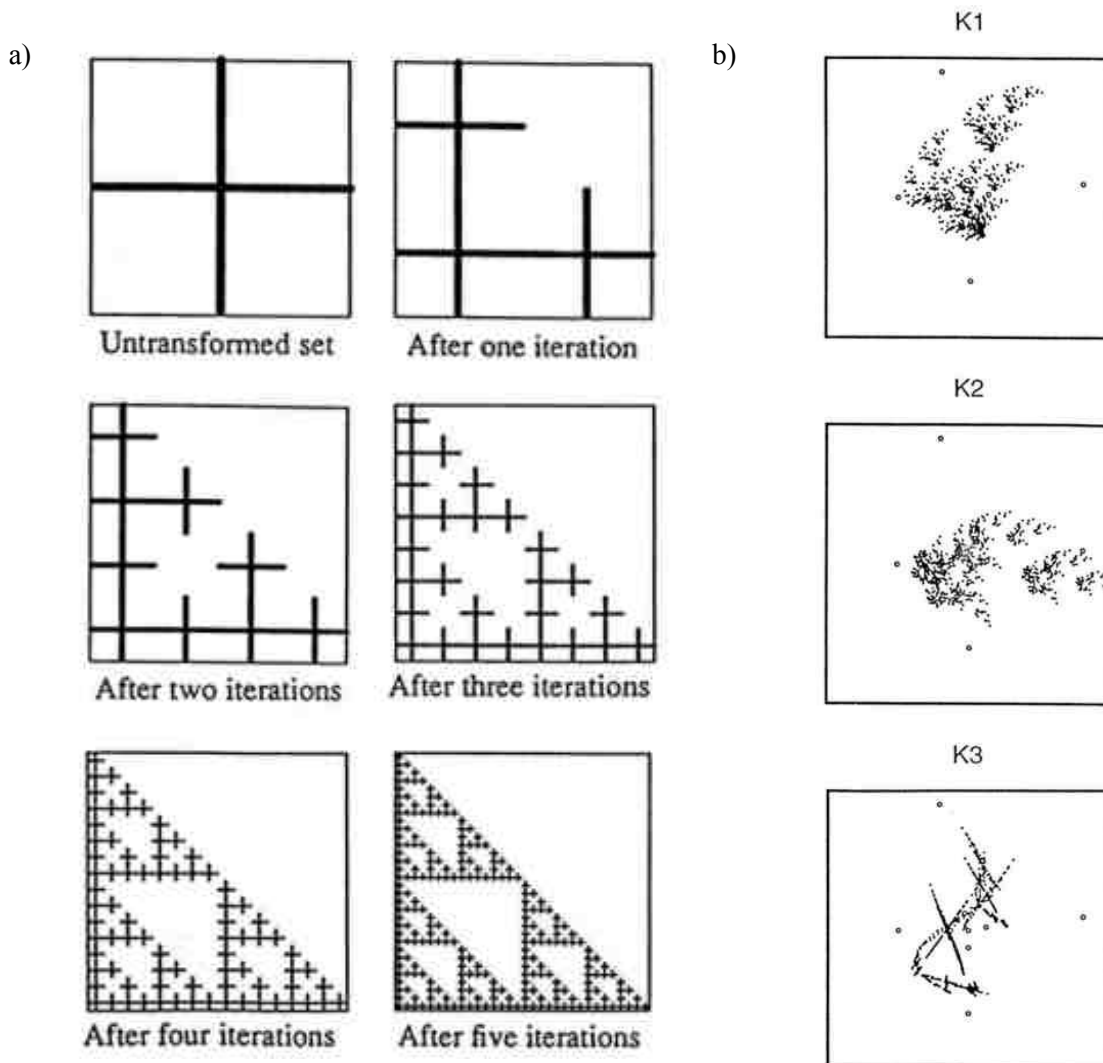 a)
b)
K1
Untransformed set
After one iteration
K2
After two iterations
After three iterations
K3
After four iterations
After five iterations